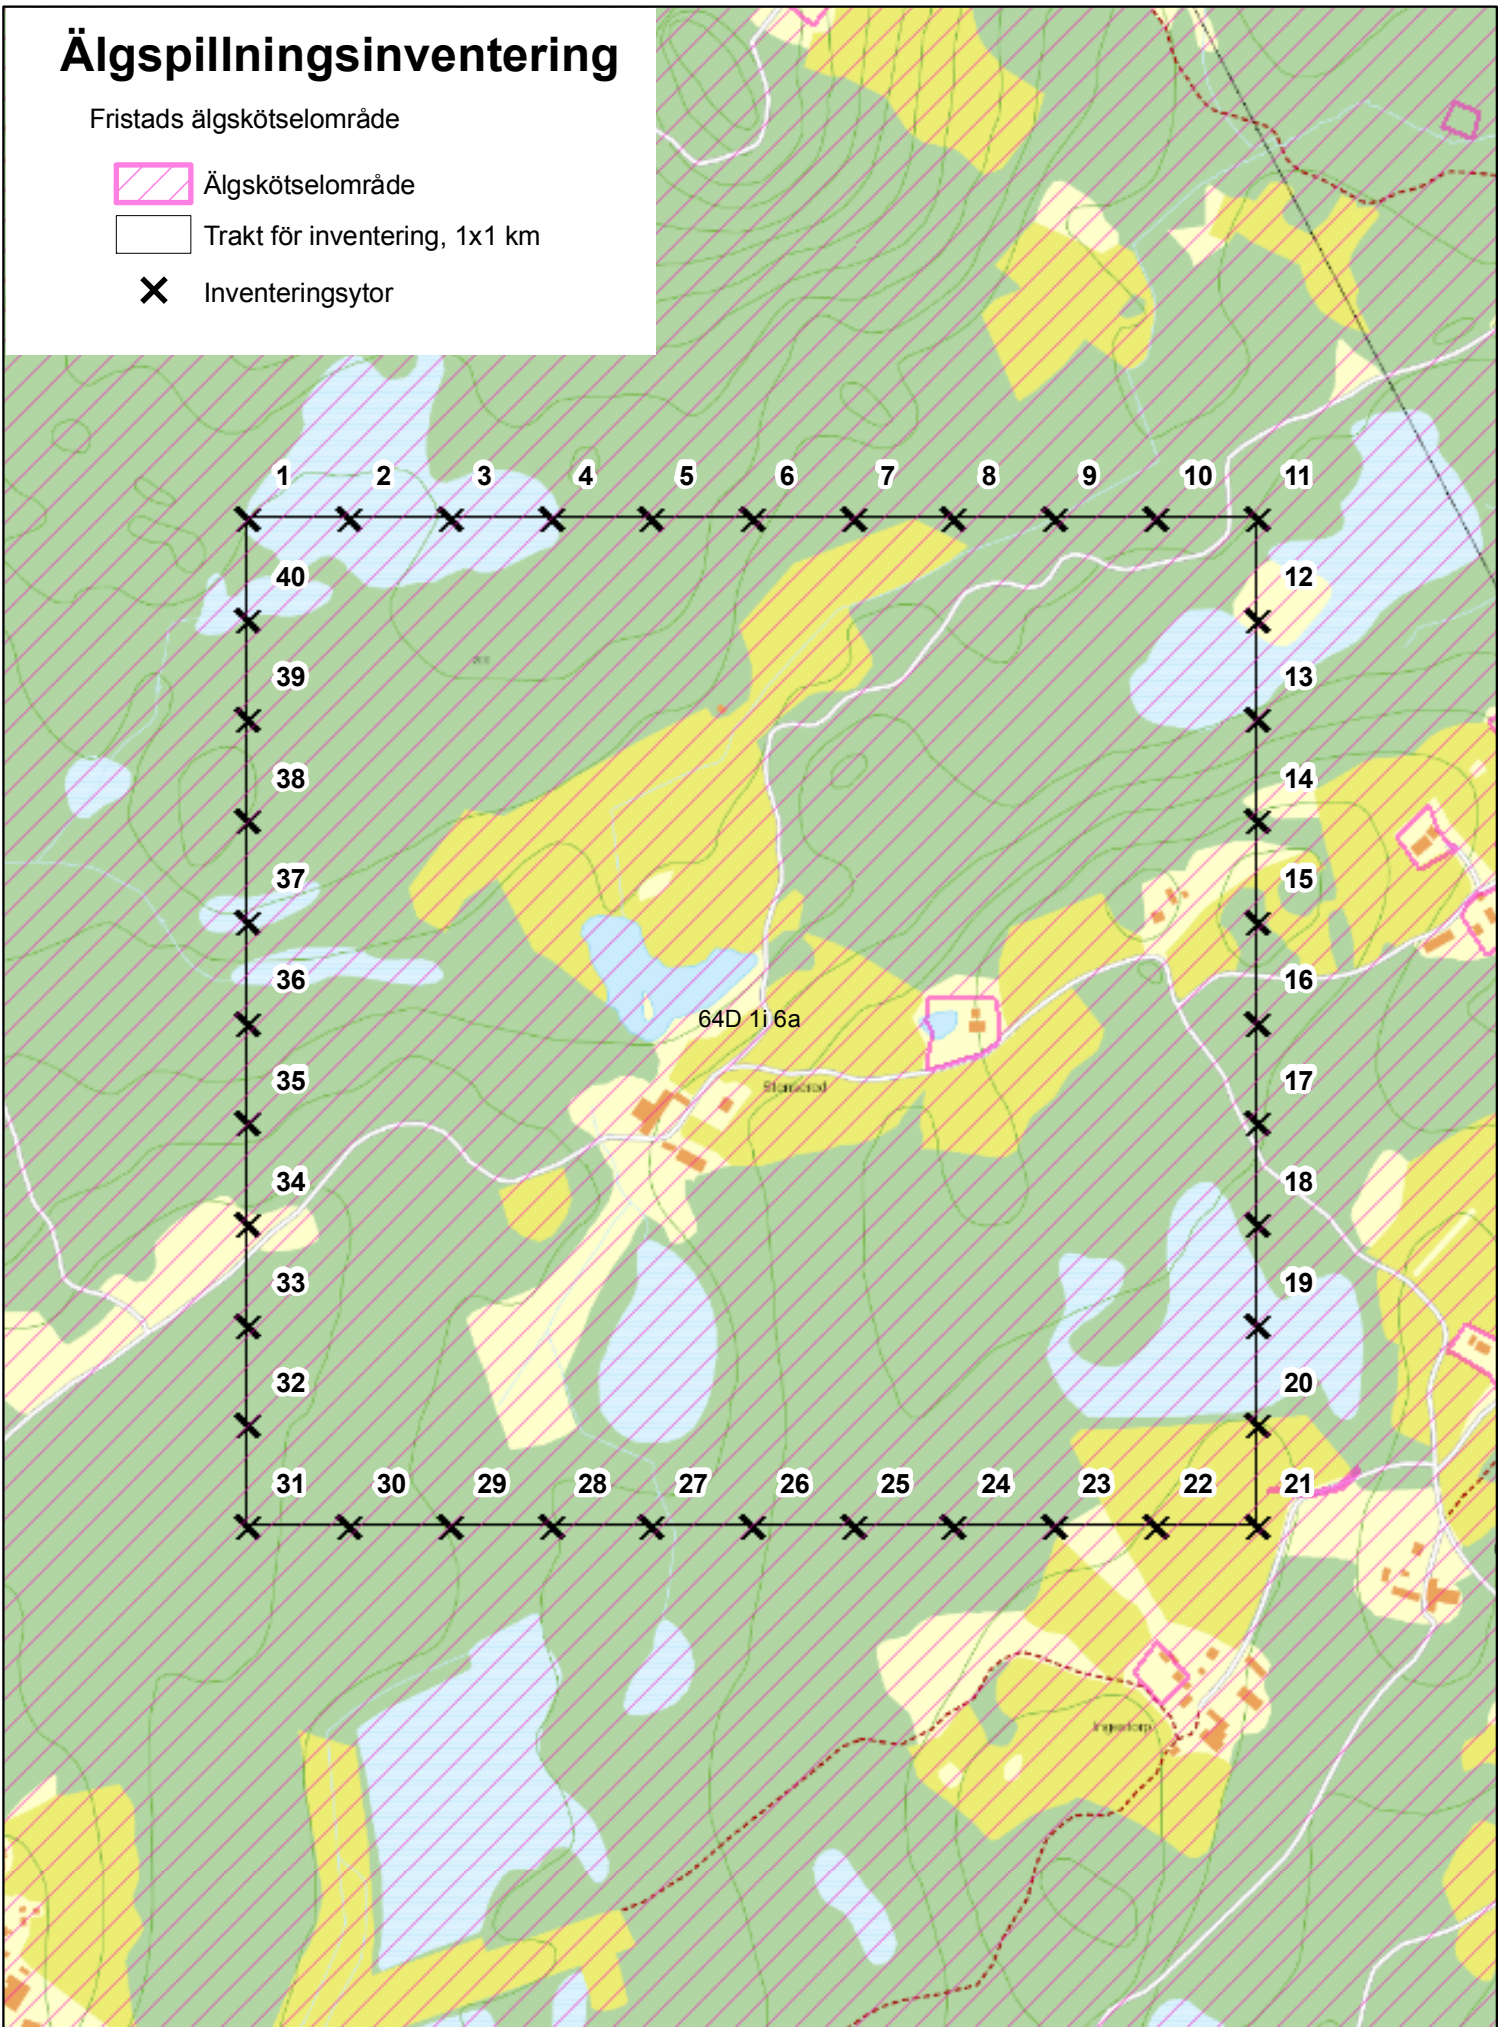 Älgspillningsinventering
Fristads älgskötselområde
Älgskötselområde
Trakt för inventering, 1x1 km
Inventeringsytor
1 2 3 4 5 6 7 8 9 10 11
40 12
39 13
38 14
37 15
36 16
64D 1i 6a
35 17
34 18
33 19
32 20
31 30 29 28 27 26 25 24 23 22 21